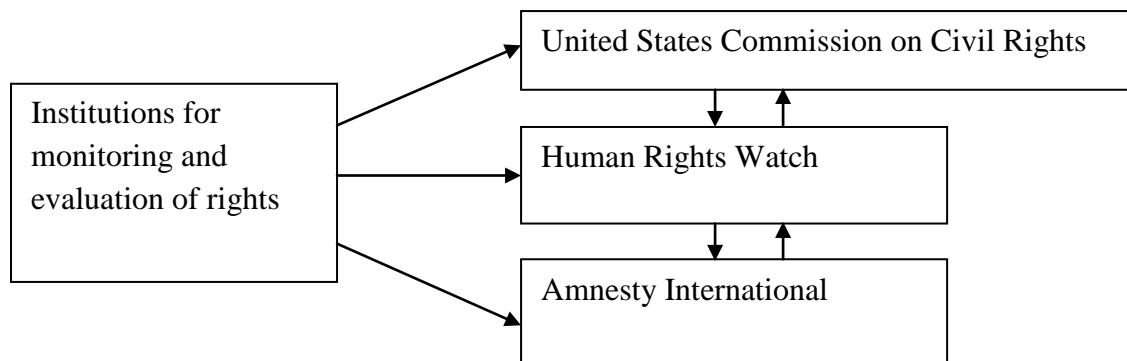 United States Commission on Civil Rights
Institutions for
monitoring and
evaluation of rights
Human Rights Watch
Amnesty International